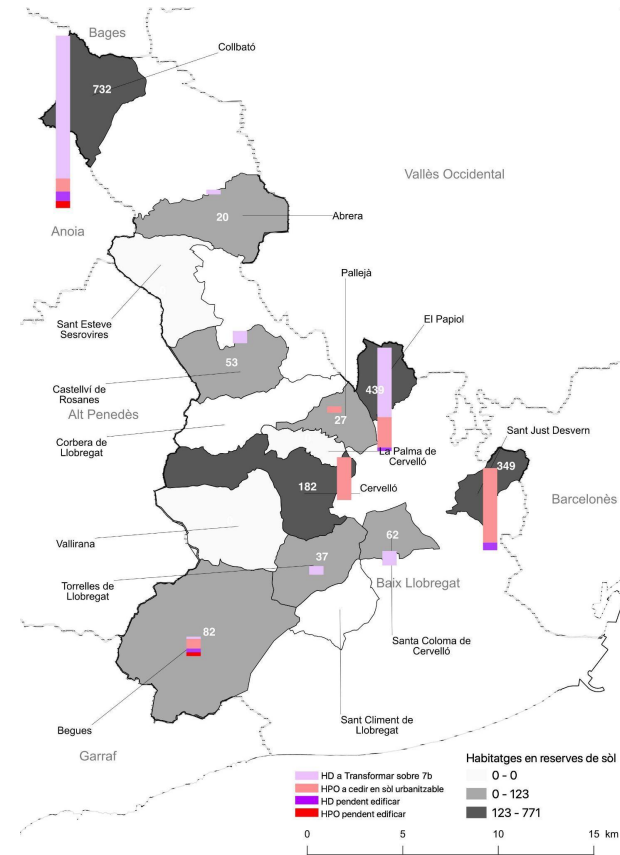 Bages
Collbató
732
Vallès Occidental
Abrera
20
Anoia
Pallejà
Sant Esteve
Sesrovires
El Papiol
53
439
Castellví de
Rosanes
Alt Penedès
27
Sant Just Desvern
Corbera de
Llobregat
La Palma de
Cervelló
349
182
Cervelló
Barcelonès
Vallirana
62
37
Torrelles de
Llobregat
Baix Llobregat
82
Santa Coloma de
Cervelló
Begues
Sant Climent de
Llobregat
Garraf
HD a Transformar sobre 7b
HPO a cedir en sòl urbanitzable
HD pendent edificar
HPO pendent edificar
Habitatges en reserves de sòl
0 - 0
0 - 123
123 - 771
0 5 10 15 km